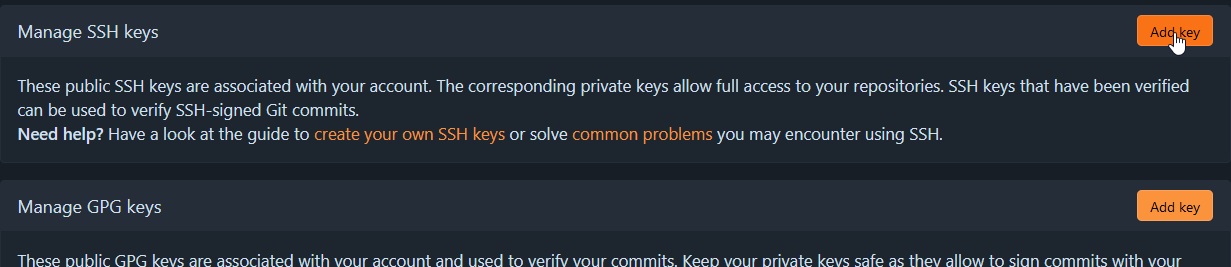 Manage SSH keys
Add key
These public SSH keys are associated with your account. The corresponding private keys allow full access to your repositories. SSH keys that have been verified
can be used to verify SSH-signed Git commits.
Need help? Have a look at the guide to create your own SSH keys or solve common problems you may encounter using SSH.
Manage GPG keys
Add key
These public GPG keys are associated with your account and used to verify your commits. Keep your private keys safe as they allow to sign commits with your